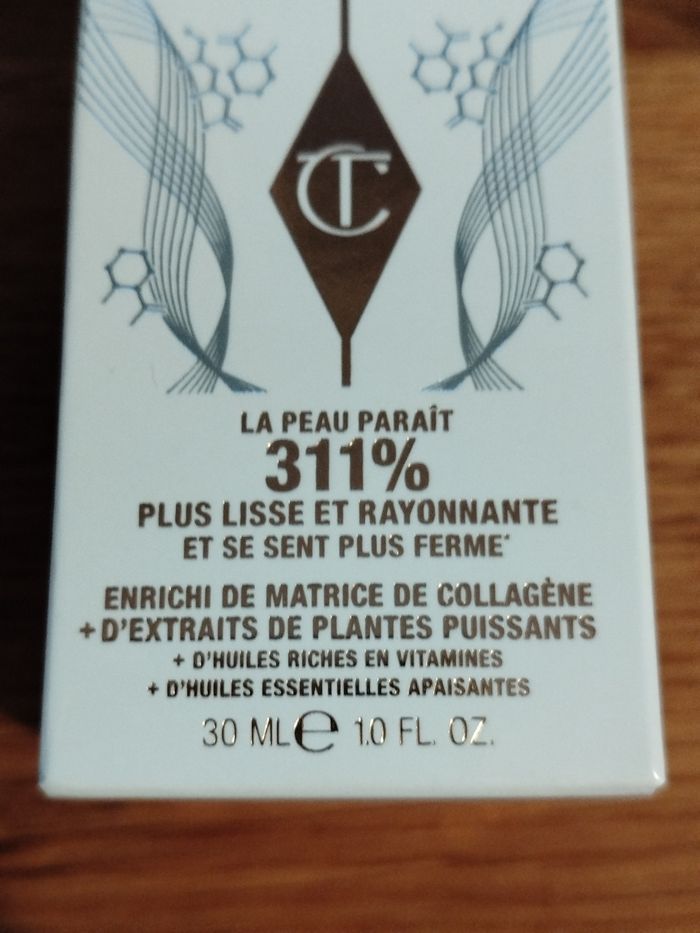 CT
LA PEAU PARAÎT
311%
PLUS LISSE ET RAYONNANTE
ET SE SENT PLUS FERME*
ENRICHI DE MATRICE DE COLLAGÈNE
+D'EXTRAITS DE PLANTES PUISSANTS
+ D'HUILES RICHES EN VITAMINES
+ D'HUILES ESSENTIELLES APAISANTES
30 ML ℮ 1.0 FL. OZ.